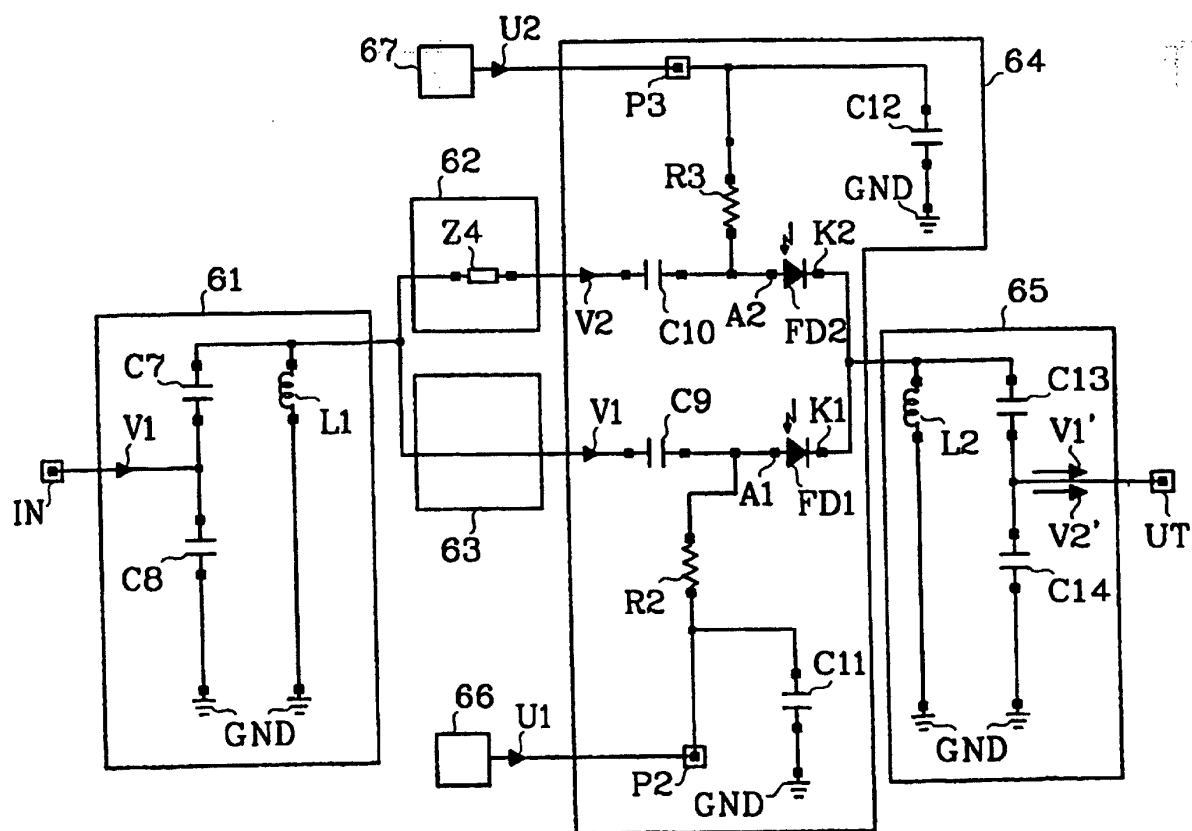 67
U2
P3
64
C12
R3
GND
62
Z4
K2
V2
C10
A2
FD2
61
65
C7
L1
V1
IN
C8
GND
63
C9
V1
K1
A1
FD1
L2
C13
V1'
V2'
UT
C14
R2
C11
66
U1
P2
GND
GND